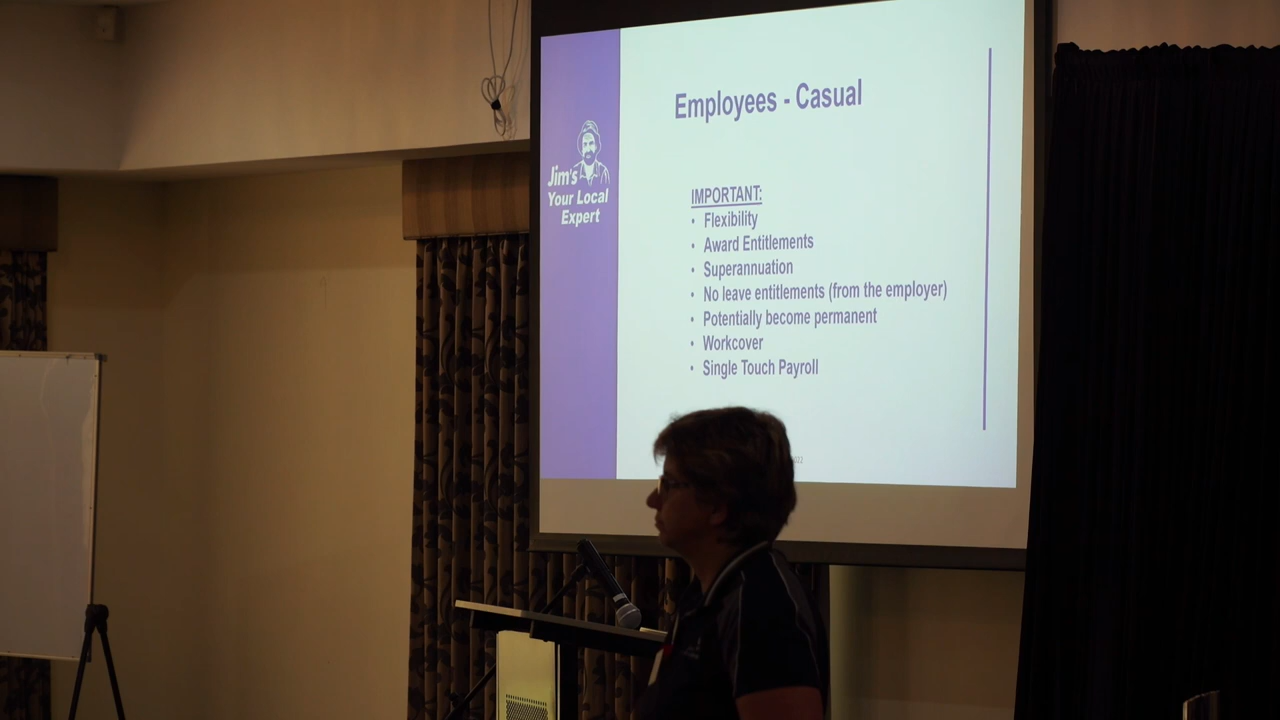 Employees - Casual
Jim's
Your Local
Expert
IMPORTANT:
• Flexibility
• Award Entitlements
• Superannuation
• No leave entitlements (from the employer)
• Potentially become permanent
• Workcover
• Single Touch Payroll